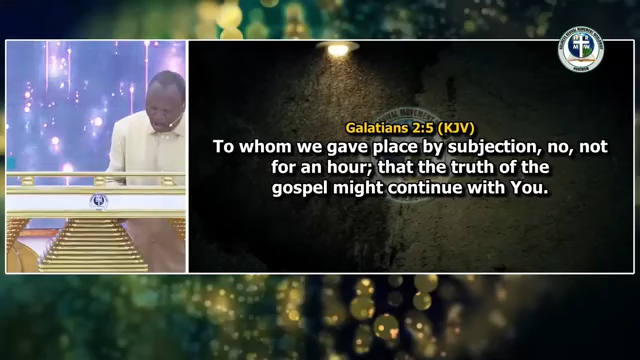 Galatians 2:5 (KJV)
To whom we gave place by subjection, no, not
for an hour; that the truth of the
gospel might continue with You.